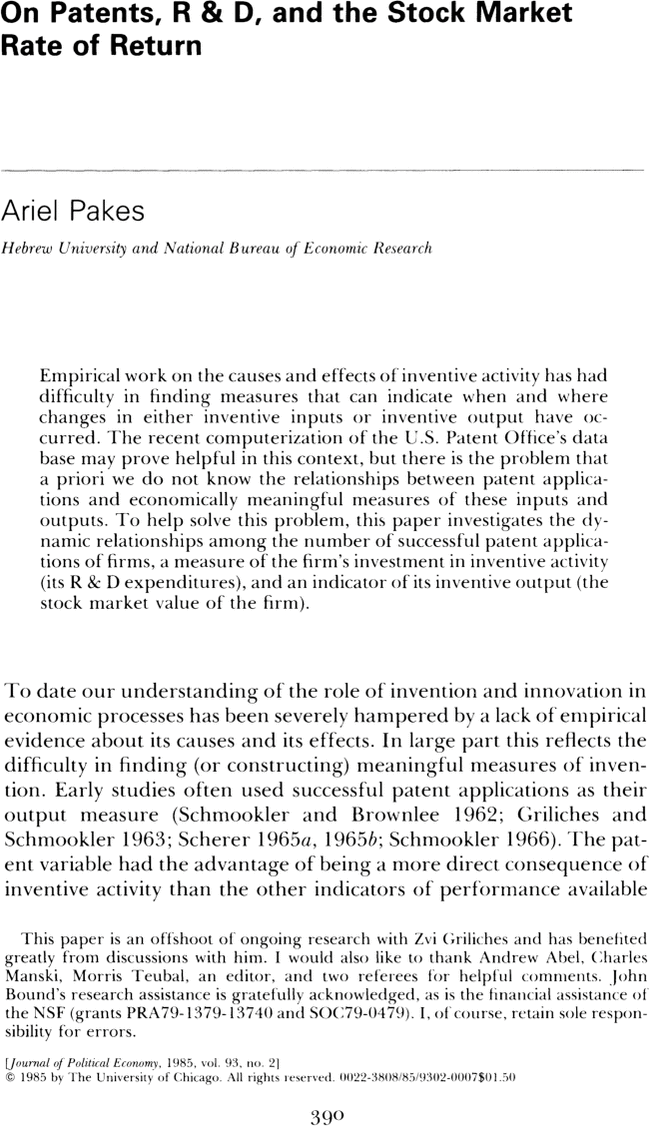 On Patents, R & D, and the Stock Market
Rate of Return
Ariel Pakes
Hebrew University and National Bureau of Economic Research
Empirical work on the causes and effects of inventive activity has had
difficulty in finding measures that can indicate when and where
changes in either inventive inputs or inventive output have oc-
curred. The recent computerization of the U.S. Patent Office's data
base may prove helpful in this context, but there is the problem that
a priori we do not know the relationships between patent applica-
tions and economically meaningful measures of these inputs and
outputs. To help solve this problem, this paper investigates the dy-
namic relationships among the number of successful patent applica-
tions of firms, a measure of the firm's investment in inventive activity
(its R & D expenditures), and an indicator of its inventive output (the
stock market value of the firm).
To date our understanding of the role of invention and innovation in
economic processes has been severely hampered by a lack of empirical
evidence about its causes and its effects. In large part this reflects the
difficulty in finding (or constructing) meaningful measures of inven-
tion. Early studies often used successful patent applications as their
output measure (Schmookler and Brownlee 1962; Griliches and
Schmookler 1963; Scherer 1965a, 1965b; Schmookler 1966). The pat-
ent variable had the advantage of being a more direct consequence of
inventive activity than the other indicators of performance available
This paper is an offshoot of ongoing research with Zvi Griliches and has benefited
greatly from discussions with him. I would also like to thank Andrew Abel, Charles
Manski, Morris Teubal, an editor, and two referees for helpful comments. John
Bound's research assistance is gratefully acknowledged, as is the financial assistance of
the NSF (grants PRA79-1379-13740 and SOC79-0479). I, of course, retain sole respon-
sibility for errors.
[Journal of Political Economy, 1985, vol. 93, no. 2]
© 1985 by The University of Chicago. All rights reserved. 0022-3808/85/9302-0007$01.50
390